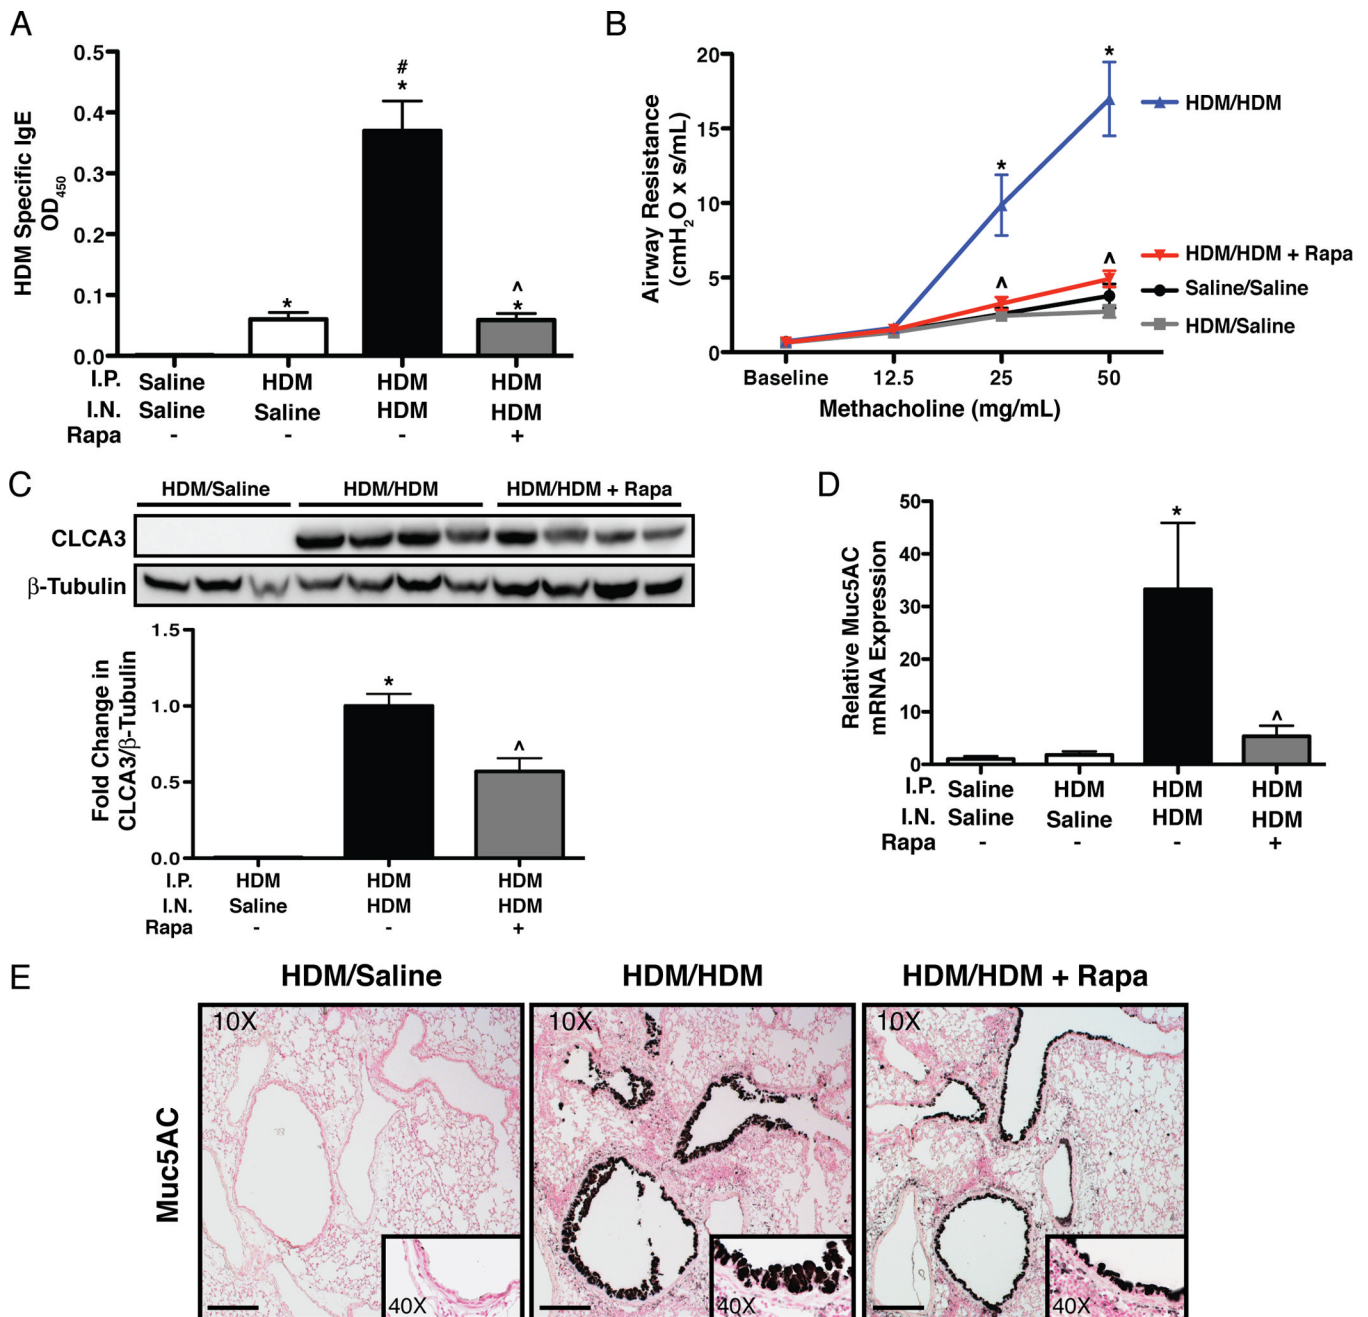 A
0.5
0.4
0.3
0.2
0.1
0.0
HDM Specific IgE
OD450
#
*
*
^
*
I.P. Saline HDM HDM HDM
I.N. Saline Saline HDM HDM
Rapa - - - +
B
20
15
10
5
0
Airway Resistance
(cmH2O x s/mL)
*
*
^
^
HDM/HDM
HDM/HDM + Rapa
Saline/Saline
HDM/Saline
Baseline 12.5 25 50
Methacholine (mg/mL)
C
HDM/Saline HDM/HDM HDM/HDM + Rapa
CLCA3
β-Tubulin
1.5
1.0
0.5
0.0
Fold Change in
CLCA3/β-Tubulin
*
^
I.P. HDM HDM HDM
I.N. Saline HDM HDM
Rapa - - +
D
50
40
30
20
10
0
Relative Muc5AC
mRNA Expression
*
^
I.P. Saline HDM HDM HDM
I.N. Saline Saline HDM HDM
Rapa - - - +
E
HDM/Saline HDM/HDM HDM/HDM + Rapa
Muc5AC
10X 10X 10X
40X 40X 40X